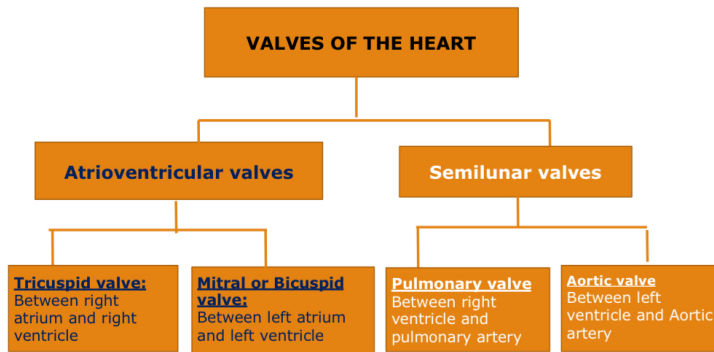 VALVES OF THE HEART
Atrioventricular valves
Semilunar valves
Tricuspid valve:
Between right
atrium and right
ventricle
Mitral or Bicuspid
valve:
Between left atrium
and left ventricle
Pulmonary valve
Between right
ventricle and
pulmonary artery
Aortic valve
Between left
ventricle and Aortic
artery